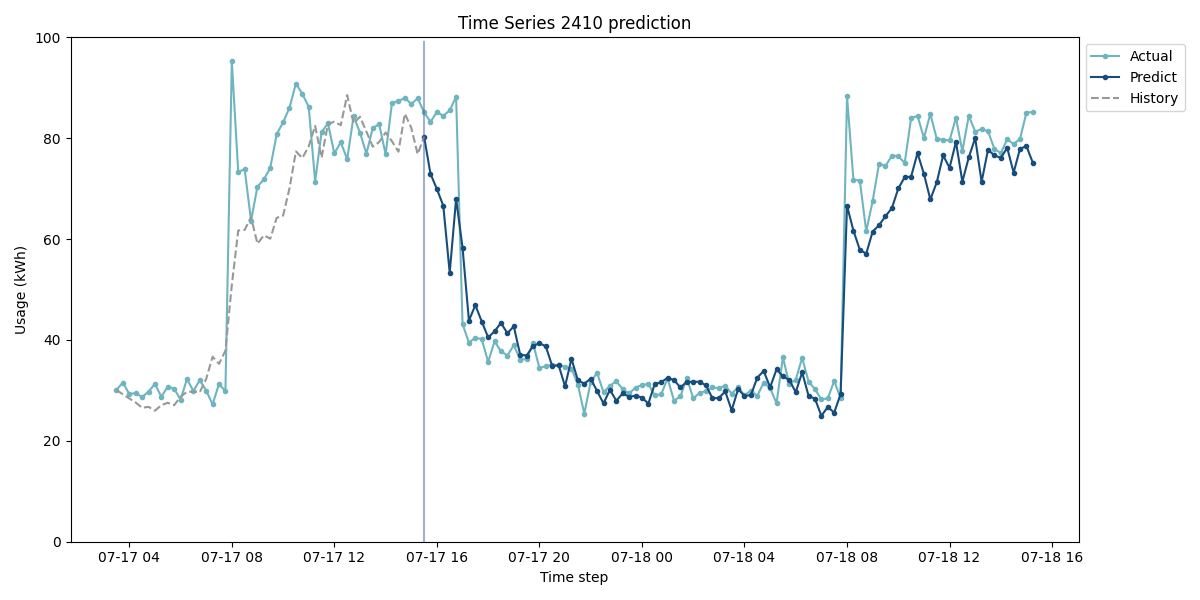 Time Series 2410 prediction
100
80
60
40
20
0
Usage (kWh)
07-17 04
07-17 08
07-17 12
07-17 16
07-17 20
07-18 00
07-18 04
07-18 08
07-18 12
07-18 16
Time step
Actual
Predict
History